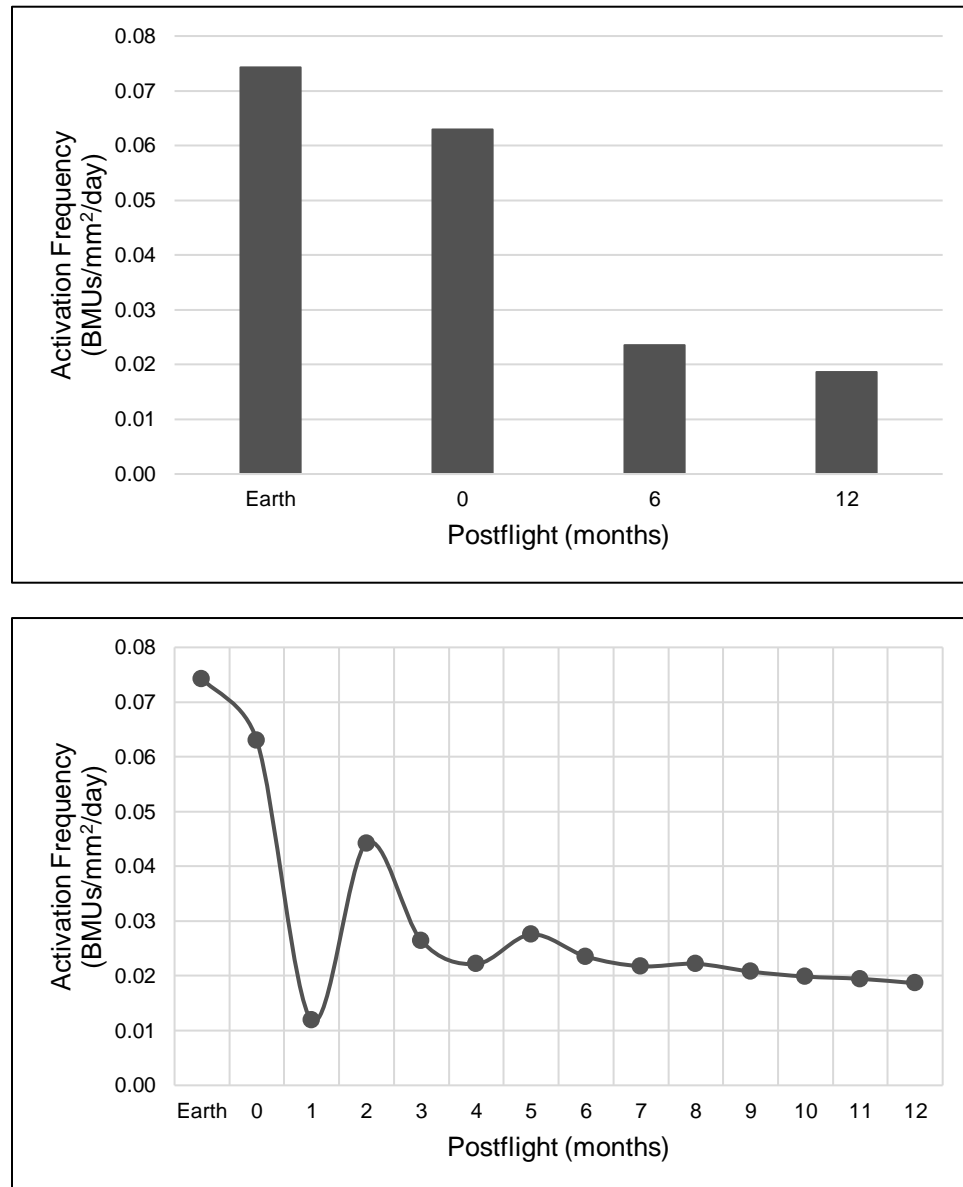 0.08
0.07
0.06
0.05
0.04
0.03
0.02
0.01
0.00
Activation Frequency
(BMUs/mm²/day)
Earth 0 6 12
Postflight (months)
0.08
0.07
0.06
0.05
0.04
0.03
0.02
0.01
0.00
Activation Frequency
(BMUs/mm²/day)
Earth 0 1 2 3 4 5 6 7 8 9 10 11 12
Postflight (months)